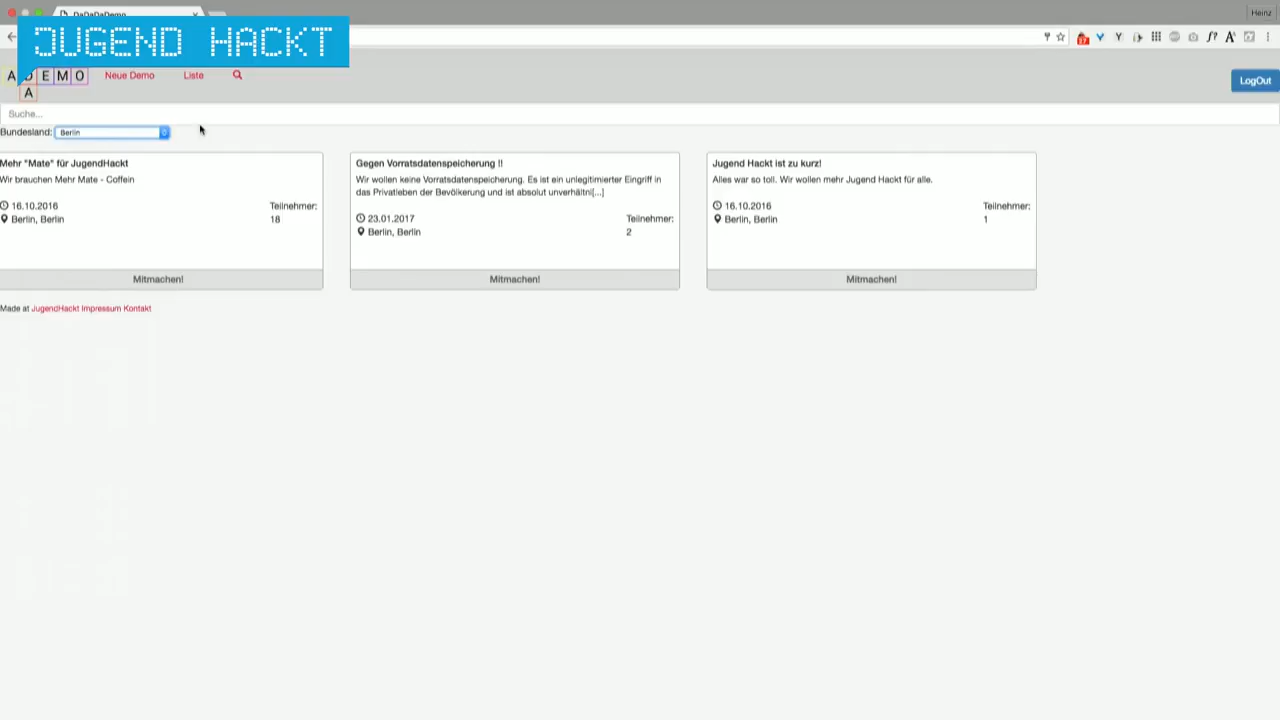 DaDaDaDemo
Heinz
JUGEND HACKT
A D E M O
A
Neue Demo
Liste
LogOut
Suche...
Bundesland: Berlin
Mehr "Mate" für JugendHackt
Wir brauchen Mehr Mate - Coffein
16.10.2016
Teilnehmer:
Berlin, Berlin
18
Mitmachen!
Gegen Vorratsdatenspeicherung !!
Wir wollen keine Vorratsdatenspeicherung. Es ist ein unlegitimierter Eingriff in
das Privatleben der Bevölkerung und ist absolut unverhältni[...]
23.01.2017
Teilnehmer:
Berlin, Berlin
2
Mitmachen!
Jugend Hackt ist zu kurz!
Alles war so toll. Wir wollen mehr Jugend Hackt für alle.
16.10.2016
Teilnehmer:
Berlin, Berlin
1
Mitmachen!
Made at JugendHackt Impressum Kontakt